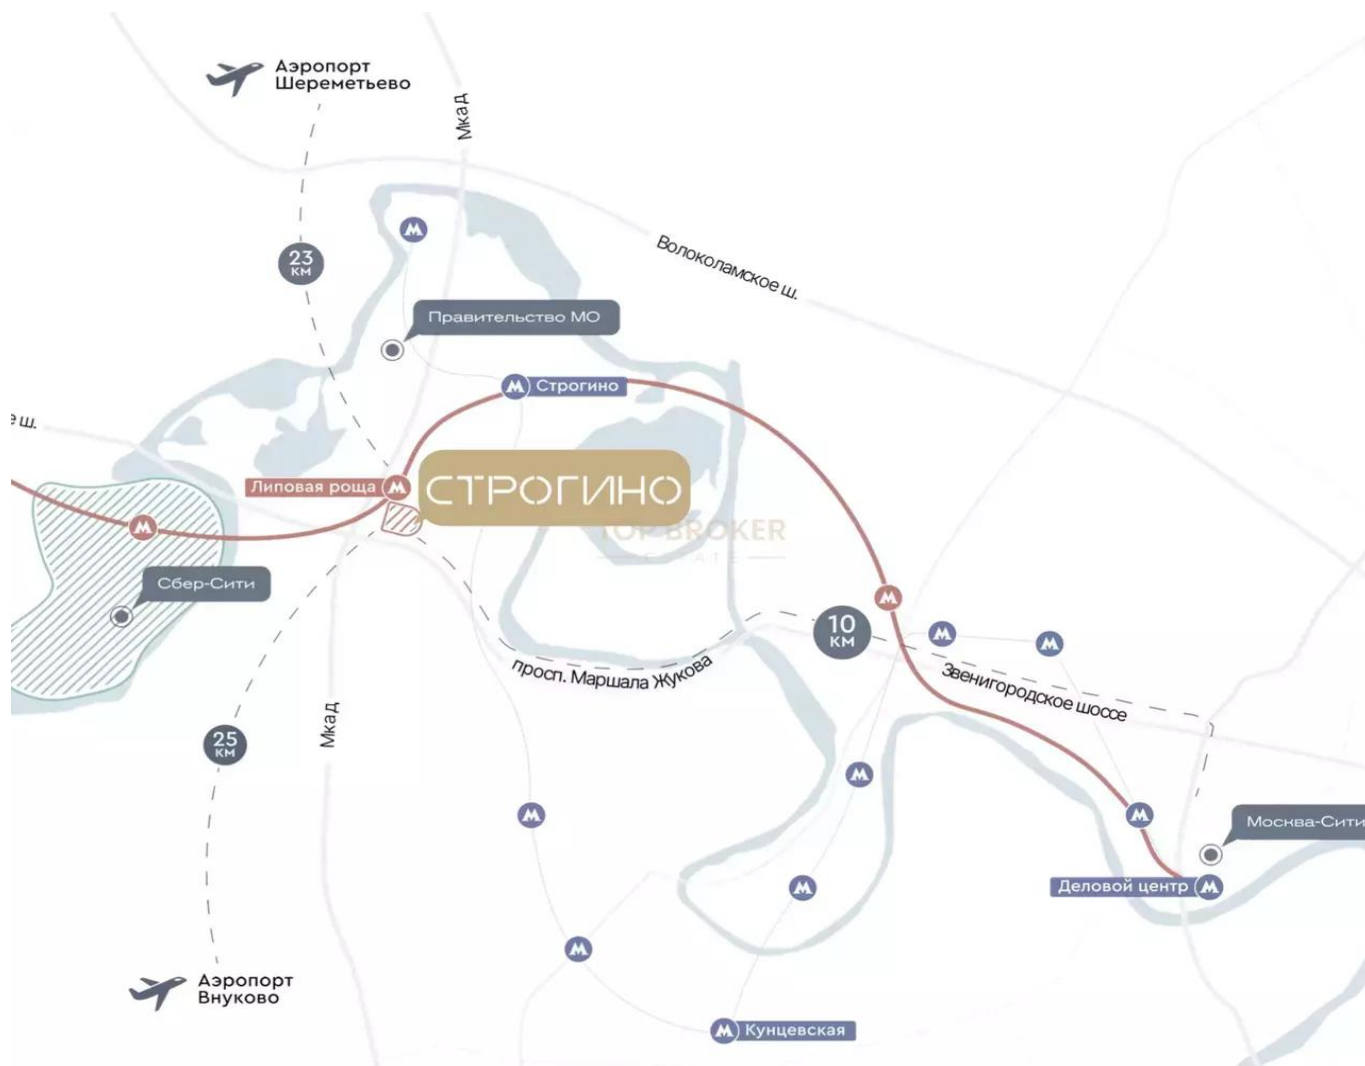 Аэропорт
Шереметьево
Мкад
23
КМ
Волоколамское ш.
Правительство МО
Строгино
е ш.
Липовая роща
СТРОГИНО
TOP BROKER
Сбер-Сити
10
КМ
просп. Маршала Жукова
Звенигородское шоссе
Мкад
25
КМ
Москва-Сити
Деловой центр
Аэропорт
Внуково
Кунцевская